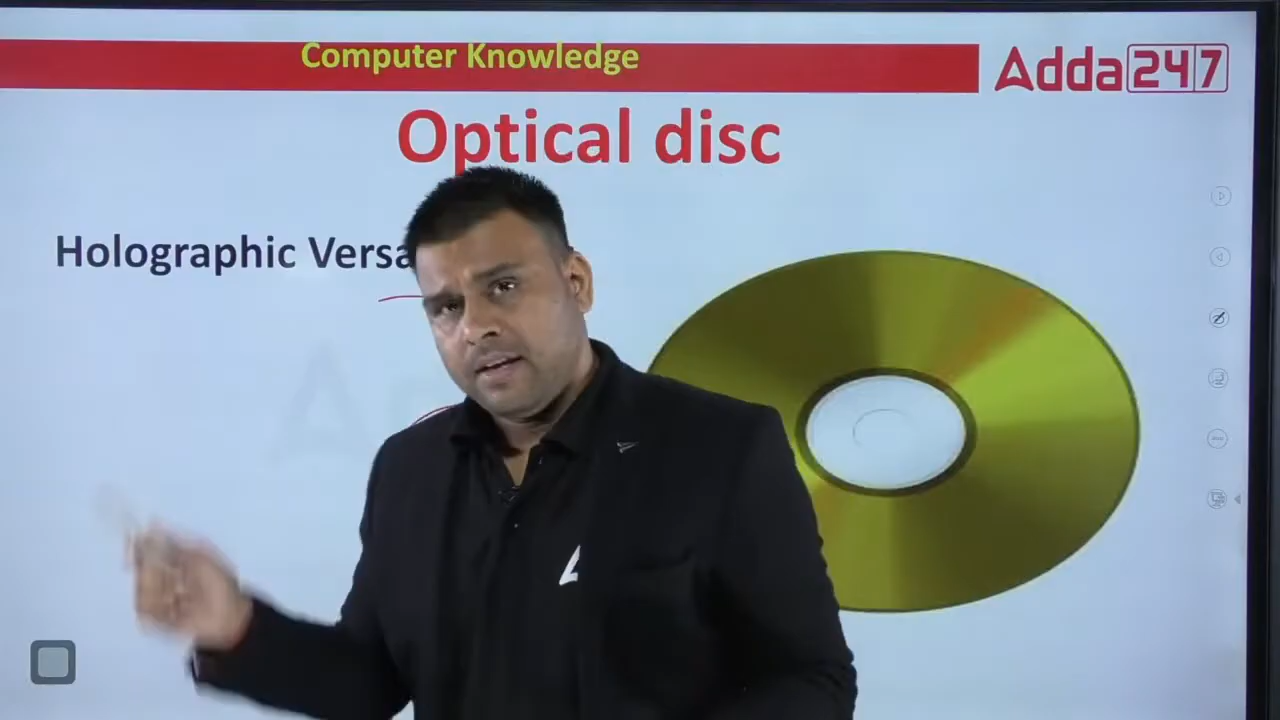 Computer Knowledge
Adda247
Optical disc
Holographic Versa